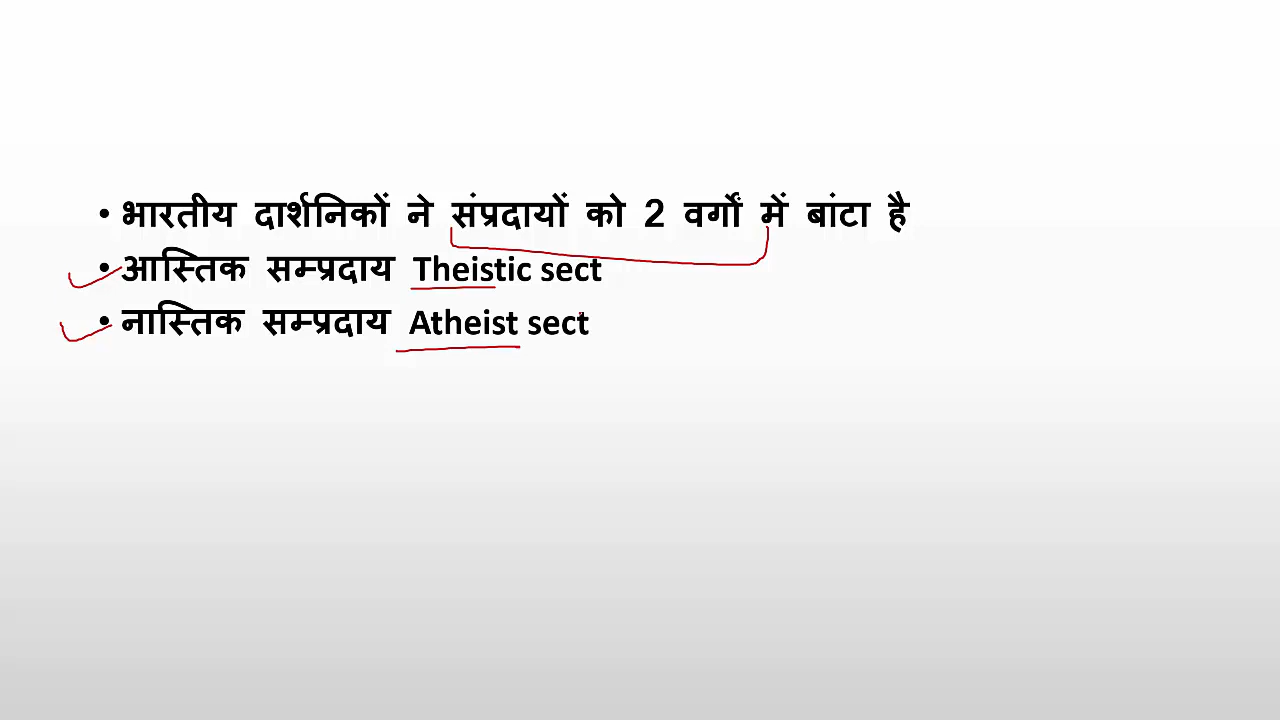 • भारतीय दार्शनिकों ने संप्रदायों को 2 वर्गों में बांटा है
• आस्तिक सम्प्रदाय Theistic sect
• नास्तिक सम्प्रदाय Atheist sect